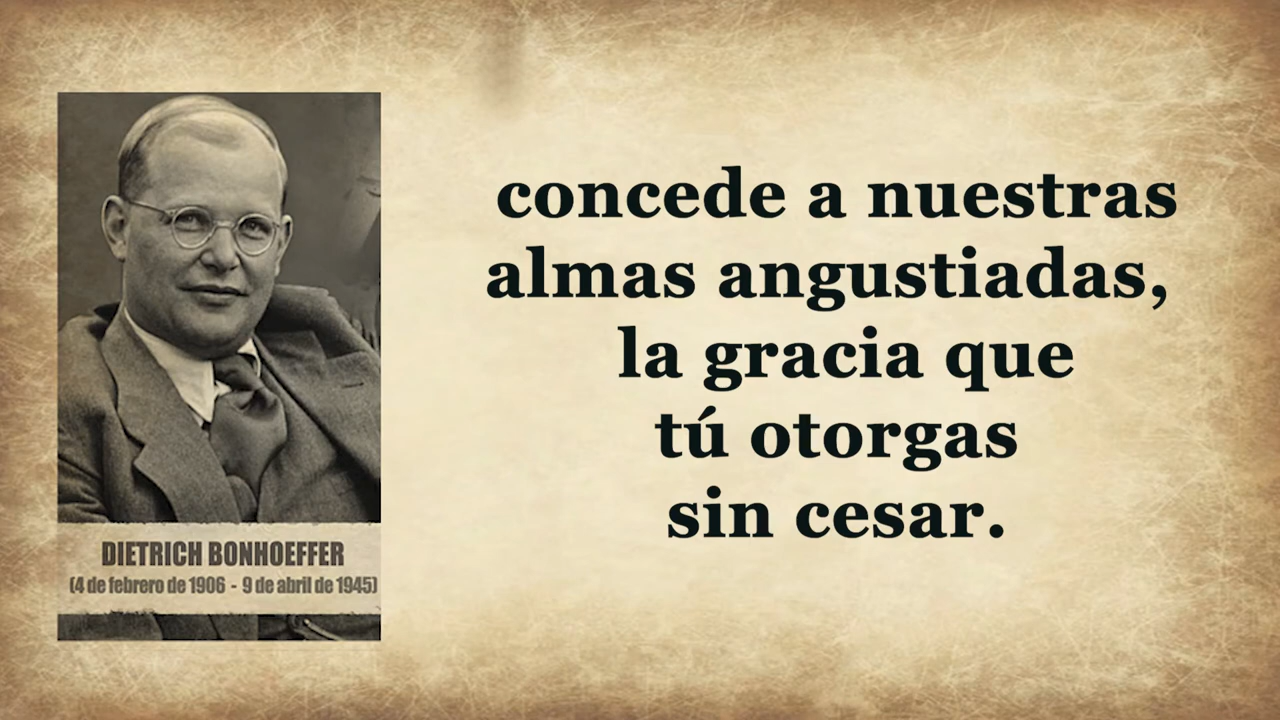 concede a nuestras
almas angustiadas,
la gracia que
tú otorgas
sin cesar.
DIETRICH BONHOEFFER
(4 de febrero de 1906 - 9 de abril de 1945)